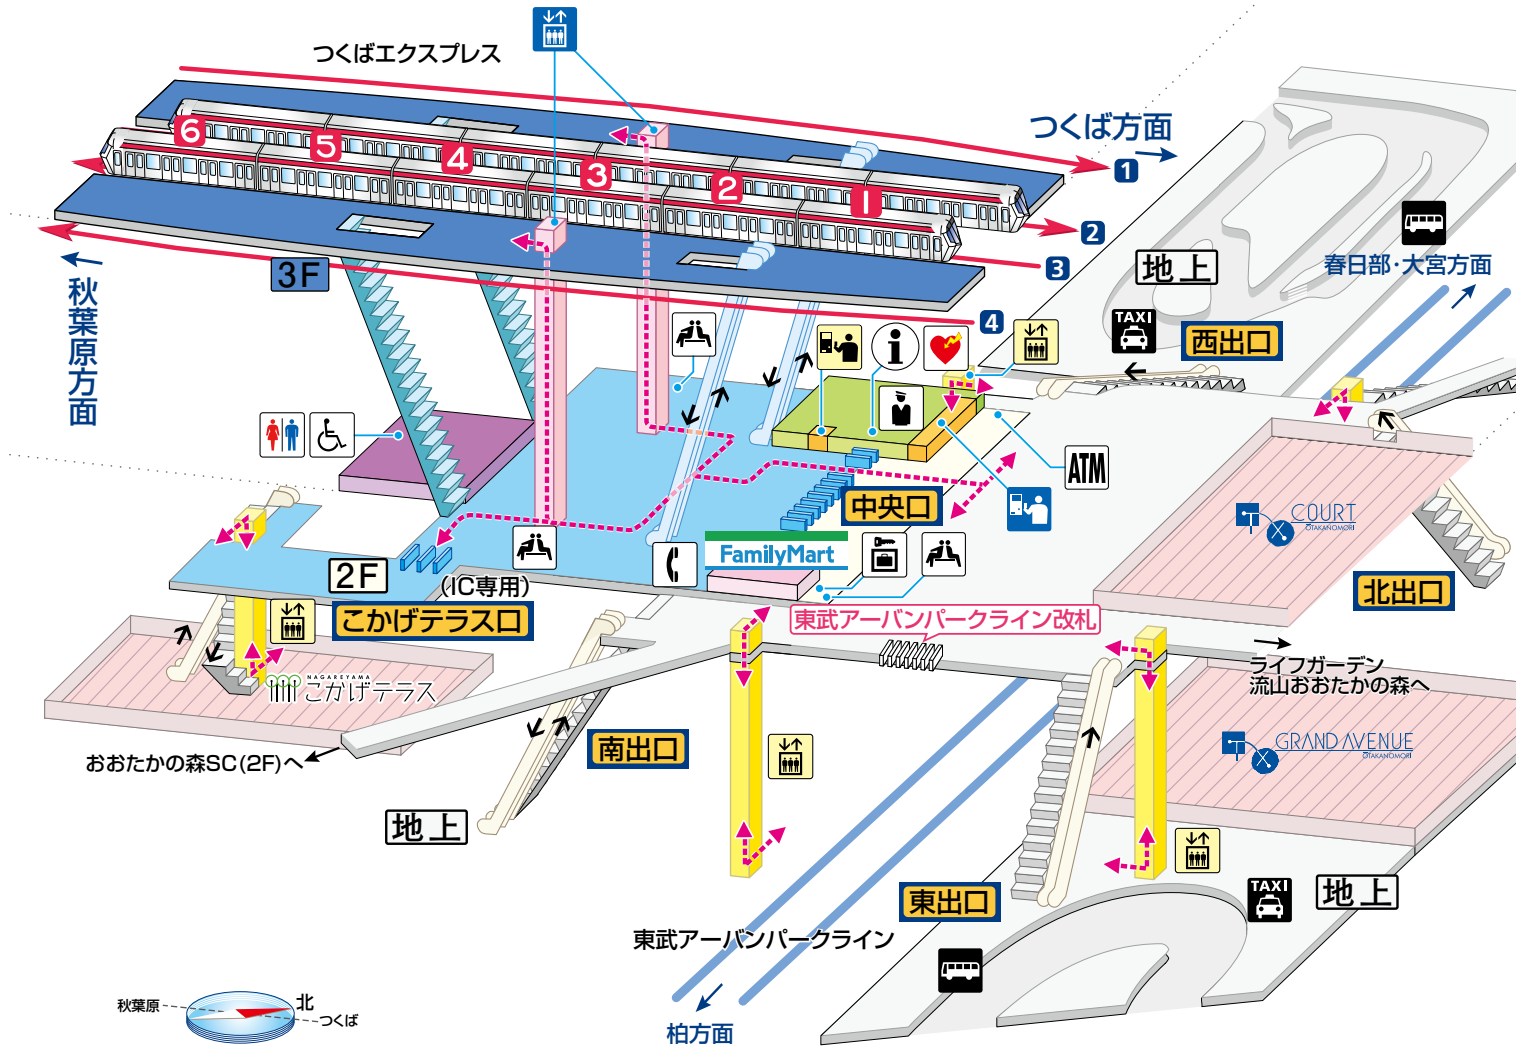 つくばエクスプレス
つくば方面
1
2
3
4
6
5
4
3
2
1
秋葉原方面
3F
地上
春日部・大宮方面
TAXI
西出口
ATM
中央口
FamilyMart
2F
(IC専用)
こかげテラス口
COURT
OTAKANOMORI
北出口
東武アーバンパークライン改札
ライフガーデン
流山おおたかの森へ
NAGAREYAMA
こかげテラス
おおたかの森SC(2F)へ
南出口
地上
GRAND AVENUE
OTAKANOMORI
東出口
TAXI
地上
東武アーバンパークライン
柏方面
秋葉原
北
つくば